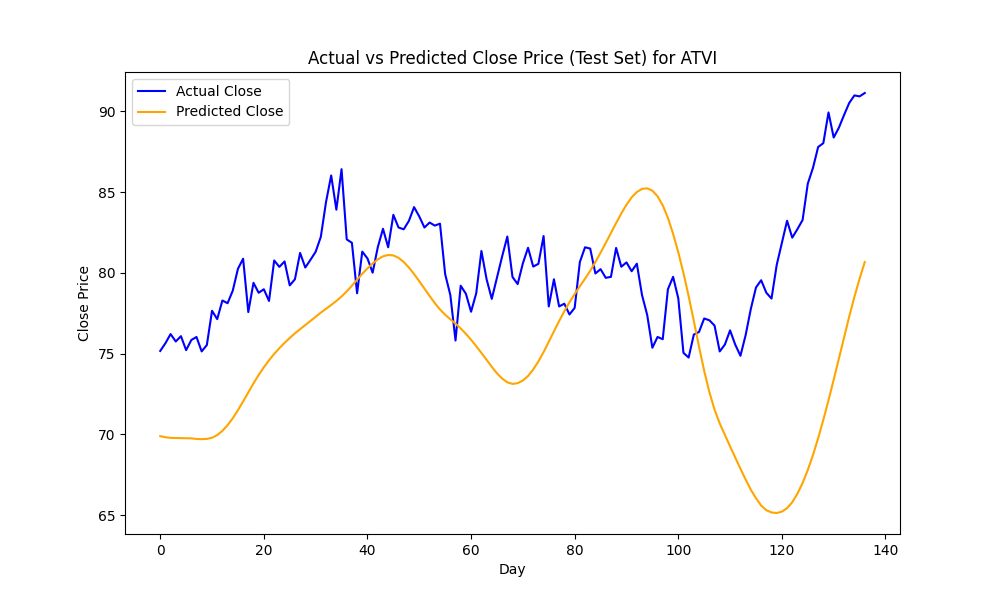 Actual vs Predicted Close Price (Test Set) for ATVI
Actual Close
Predicted Close
Close Price
90
85
80
75
70
65
0 20 40 60 80 100 120 140
Day